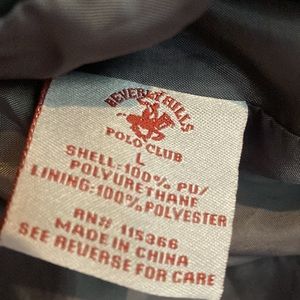 BEVERLY HILLS
POLO CLUB
L
SHELL:100% PU/
POLYURETHANE
LINING:100%POLYESTER
RN# 115366
MADE IN CHINA
SEE REVERSE FOR CARE